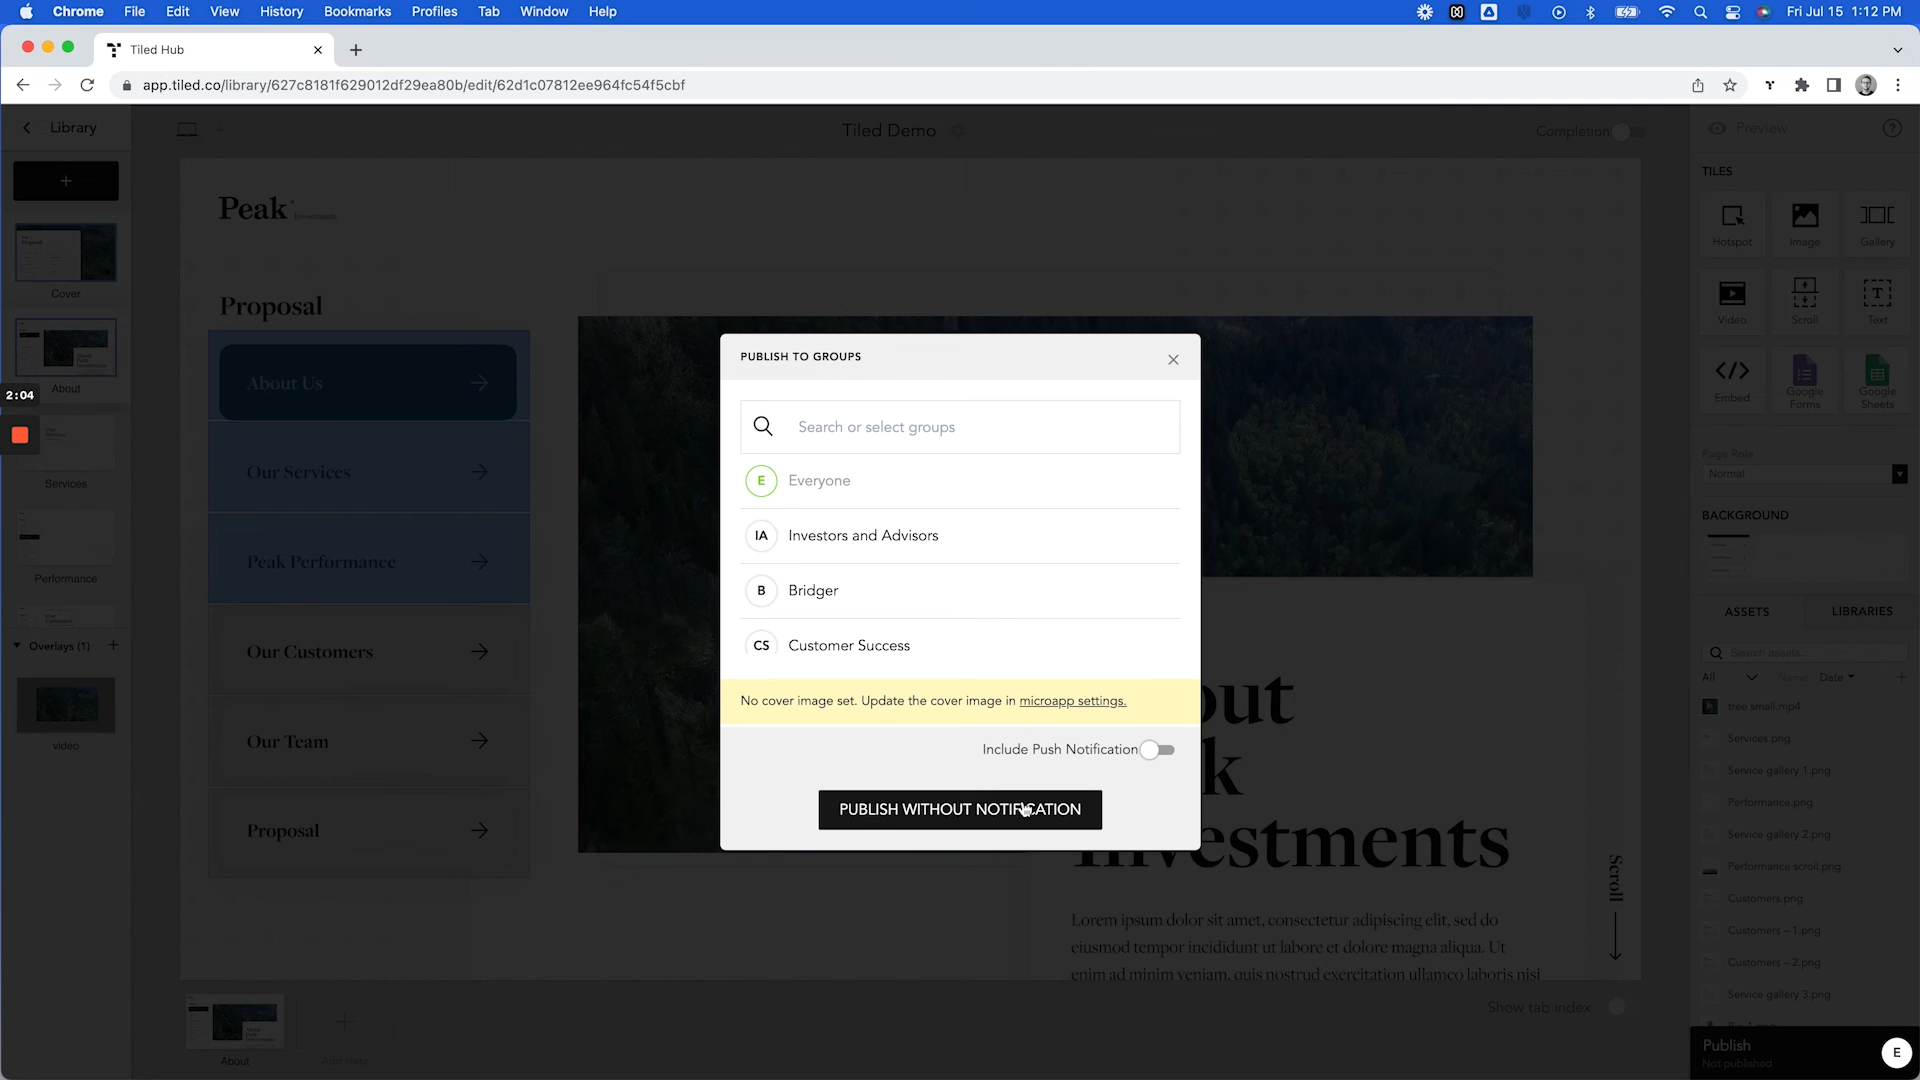 Chrome File Edit View History Bookmarks Profiles Tab Window Help
Fri Jul 15 1:12 PM
Tiled Hub
app.tiled.co/library/627c8181f629012df29ea80b/edit/62d1c07812ee964fc54f5cbf
Library
Tiled Demo
Completion
Preview
Cover
About
2:04
Services
Performance
Overlays (1)
video
Peak
Proposal
About Us
Our Services
Peak Performance
Our Customers
Our Team
Proposal
PUBLISH TO GROUPS
Search or select groups
E Everyone
IA Investors and Advisors
B Bridger
CS Customer Success
No cover image set. Update the cover image in microapp settings.
Include Push Notification
PUBLISH WITHOUT NOTIFICATION
Investments
Scroll
Lorem ipsum dolor sit amet, consectetur adipiscing elit, sed do
eiusmod tempor incididunt ut labore et dolore magna aliqua. Ut
enim ad minim veniam, quis nostrud exercitation ullamco laboris nisi
About
Add State
Show tab index
TILES
Hotspot Image Gallery
Video Scroll Text
Embed Google Forms Google Sheets
Page Role
Normal
BACKGROUND
ASSETS LIBRARIES
Search assets...
All Name Date
tree small.mp4
Services.png
Service gallery 1.png
Performance.png
Service gallery 2.png
Performance scroll.png
Customers.png
Customers – 1.png
Customers – 2.png
Service gallery 3.png
Publish
Not published
E